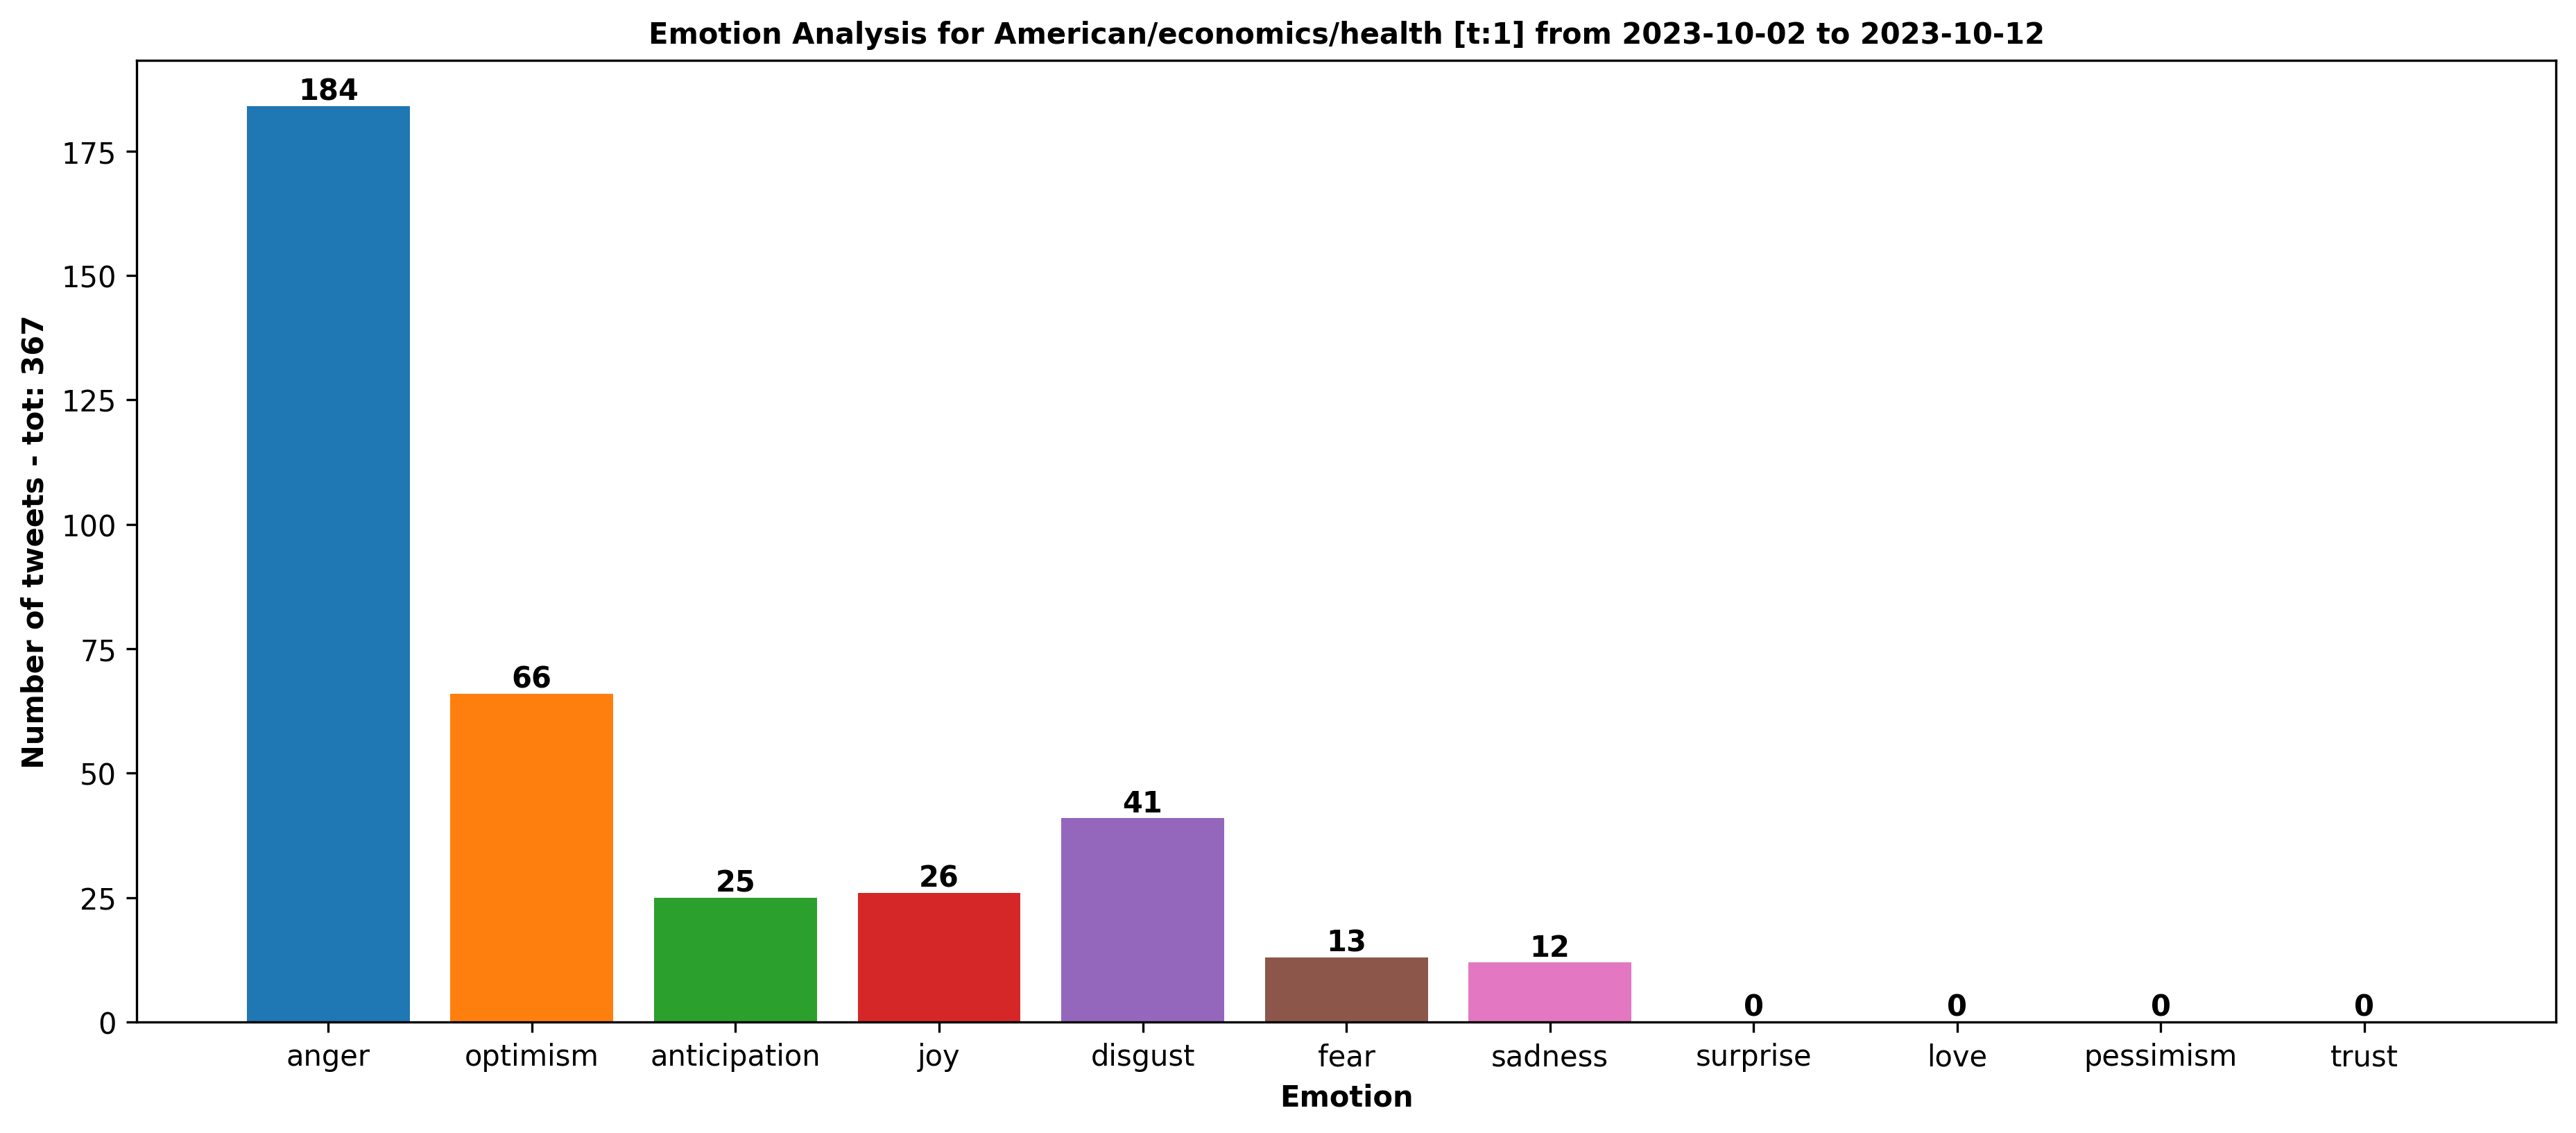 Emotion Analysis for American/economics/health [t:1] from 2023-10-02 to 2023-10-12
Number of tweets - tot: 367
175
150
125
100
75
50
25
0
184
66
25
26
41
13
12
0
0
0
0
anger
optimism
anticipation
joy
disgust
fear
sadness
surprise
love
pessimism
trust
Emotion